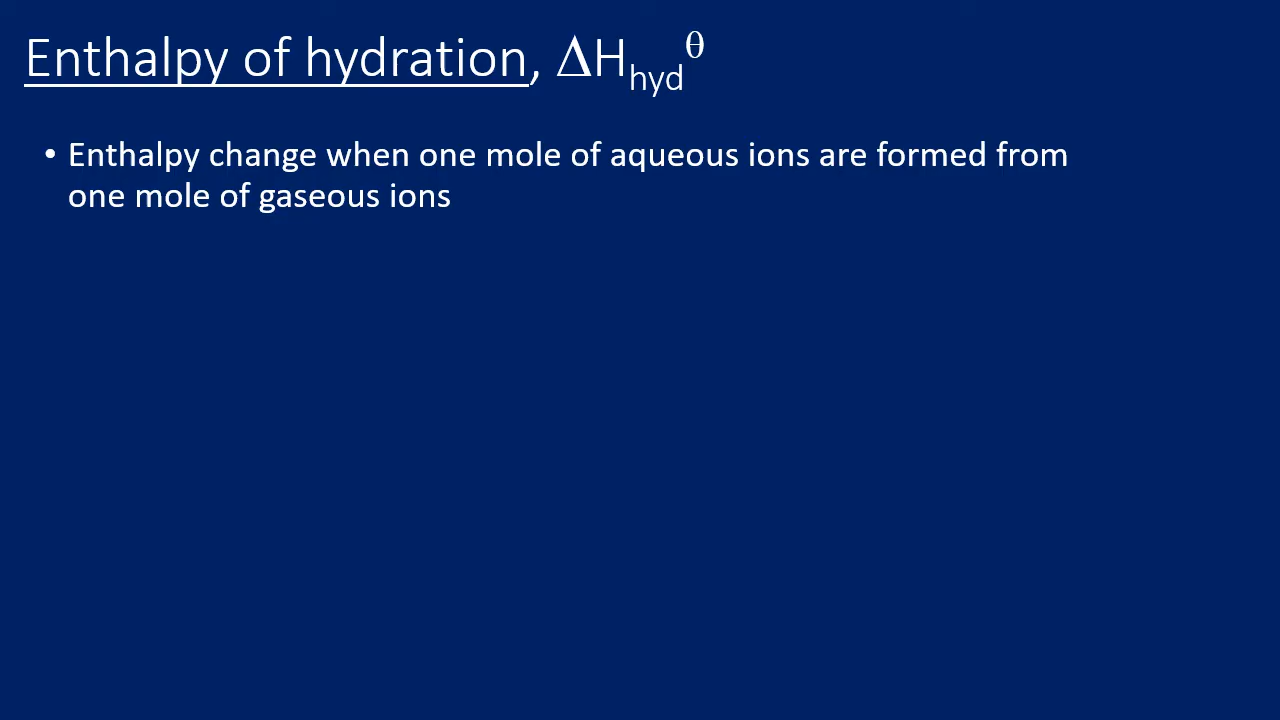 Enthalpy of hydration, ΔHhydθ
• Enthalpy change when one mole of aqueous ions are formed from
one mole of gaseous ions